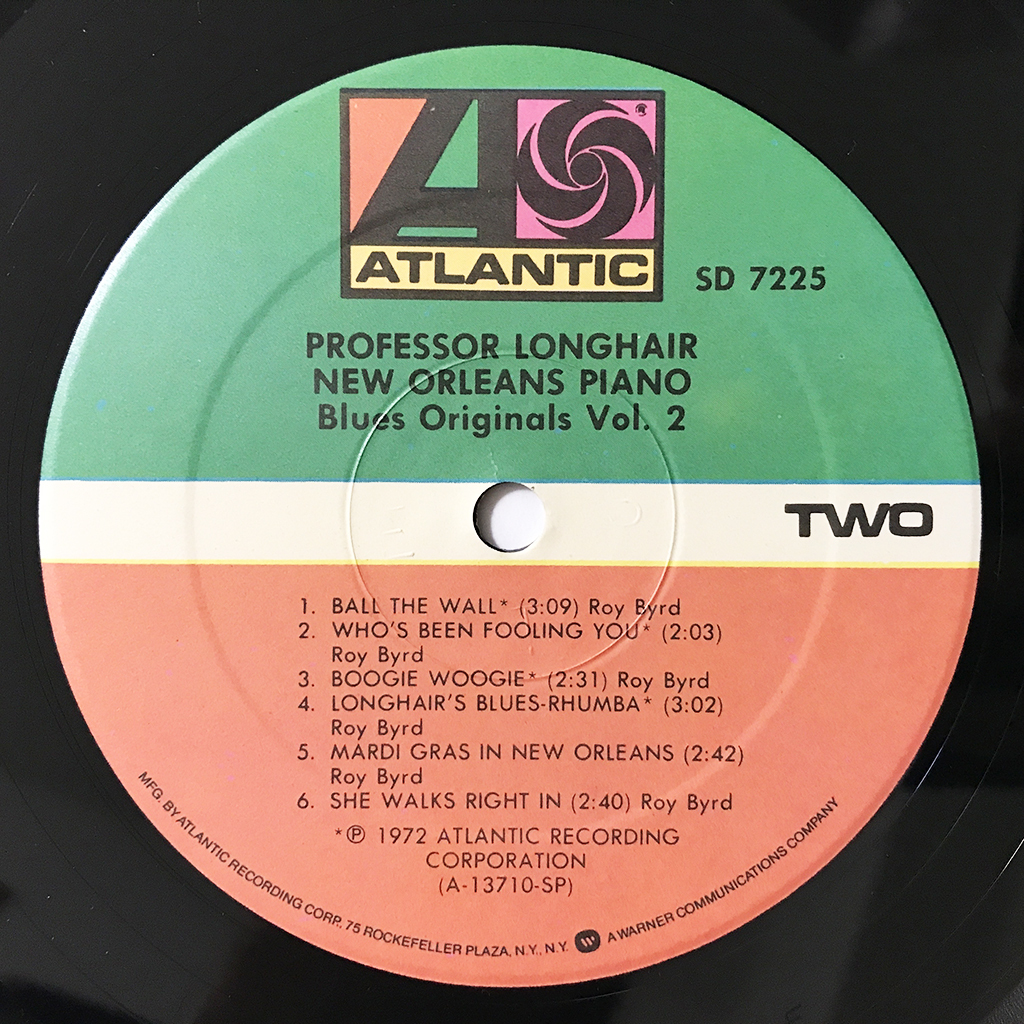 ATLANTIC
SD 7225
PROFESSOR LONGHAIR
NEW ORLEANS PIANO
Blues Originals Vol. 2
TWO
1. BALL THE WALL* (3:09) Roy Byrd
2. WHO'S BEEN FOOLING YOU* (2:03)
Roy Byrd
3. BOOGIE WOOGIE* (2:31) Roy Byrd
4. LONGHAIR'S BLUES-RHUMBA* (3:02)
Roy Byrd
5. MARDI GRAS IN NEW ORLEANS (2:42)
Roy Byrd
6. SHE WALKS RIGHT IN (2:40) Roy Byrd
*℗ 1972 ATLANTIC RECORDING
CORPORATION
(A-13710-SP)
MFG. BY ATLANTIC RECORDING CORP. 75 ROCKEFELLER PLAZA, N.Y., N.Y. A WARNER COMMUNICATIONS COMPANY